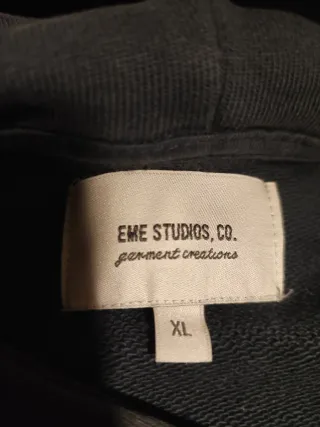 EME STUDIOS, CO.
garment creations
XL